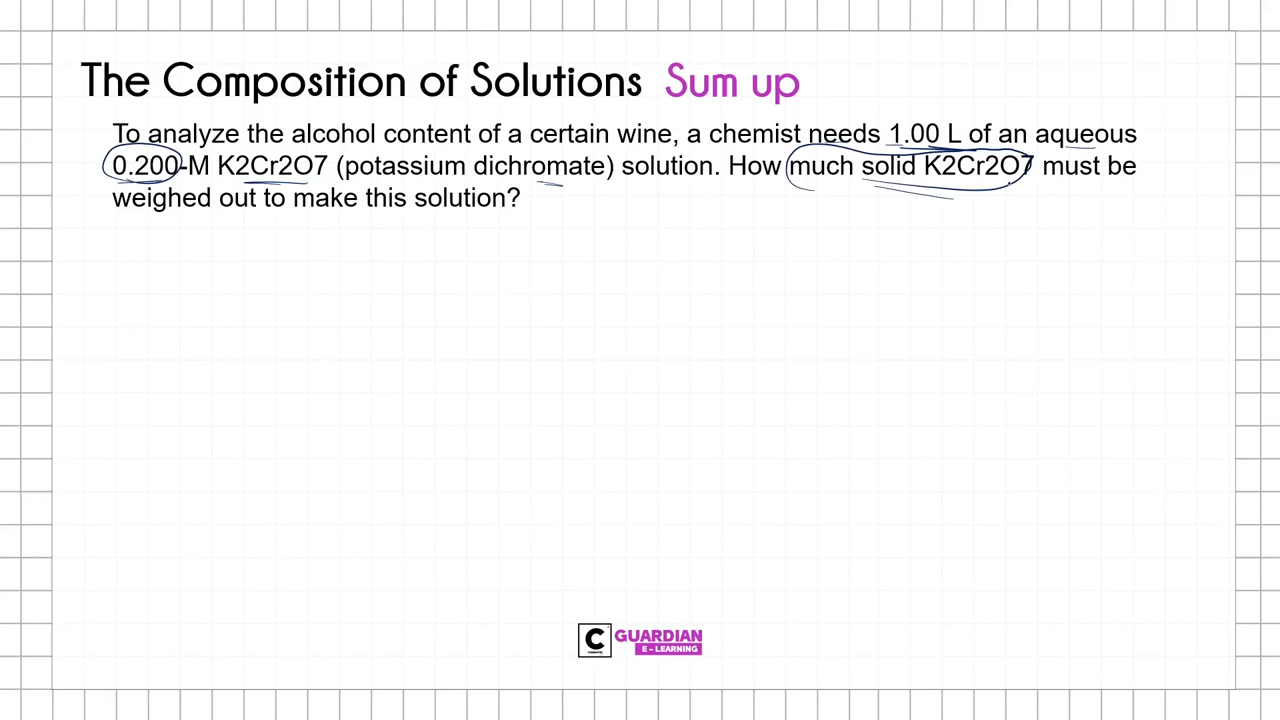 The Composition of Solutions Sum up
To analyze the alcohol content of a certain wine, a chemist needs 1.00 L of an aqueous
0.200-M K2Cr2O7 (potassium dichromate) solution. How much solid K2Cr2O7 must be
weighed out to make this solution?
C GUARDIAN
E-LEARNING